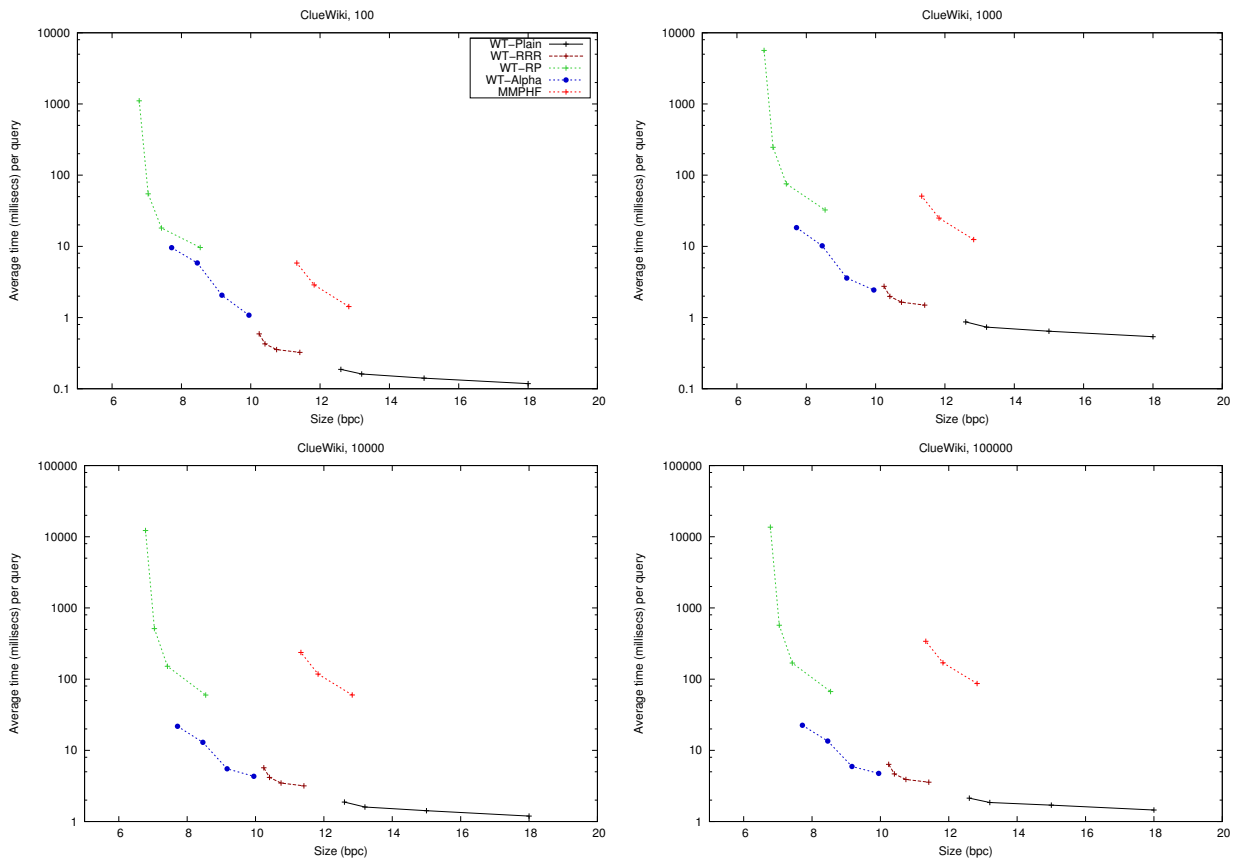 ClueWiki, 100
10000
1000
100
10
1
0.1
Average time (millisecs) per query
WT-Plain
WT-RRR
WT-RP
WT-Alpha
MMPHF
6 8 10 12 14 16 18 20
Size (bpc)
ClueWiki, 1000
10000
1000
100
10
1
0.1
Average time (millisecs) per query
6 8 10 12 14 16 18 20
Size (bpc)
ClueWiki, 10000
100000
10000
1000
100
10
1
Average time (millisecs) per query
6 8 10 12 14 16 18 20
Size (bpc)
ClueWiki, 100000
100000
10000
1000
100
10
1
Average time (millisecs) per query
6 8 10 12 14 16 18 20
Size (bpc)